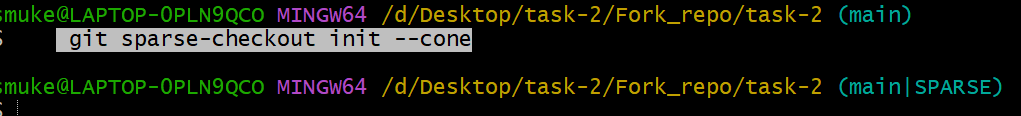 smuke@LAPTOP-0PLN9QCO MINGW64 /d/Desktop/task-2/Fork_repo/task-2 (main)
$ git sparse-checkout init --cone
smuke@LAPTOP-0PLN9QCO MINGW64 /d/Desktop/task-2/Fork_repo/task-2 (main|SPARSE)
$